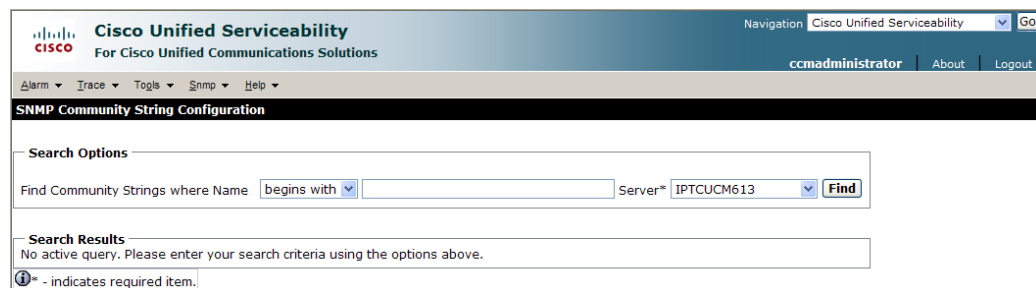 Cisco Unified Serviceability
Navigation Cisco Unified Serviceability Go
CISCO
For Cisco Unified Communications Solutions
ccmadministrator About Logout
Alarm Trace Tools Snmp Help
SNMP Community String Configuration
Search Options
Find Community Strings where Name begins with Server* IPTCUCM613 Find
Search Results
No active query. Please enter your search criteria using the options above.
i * - indicates required item.